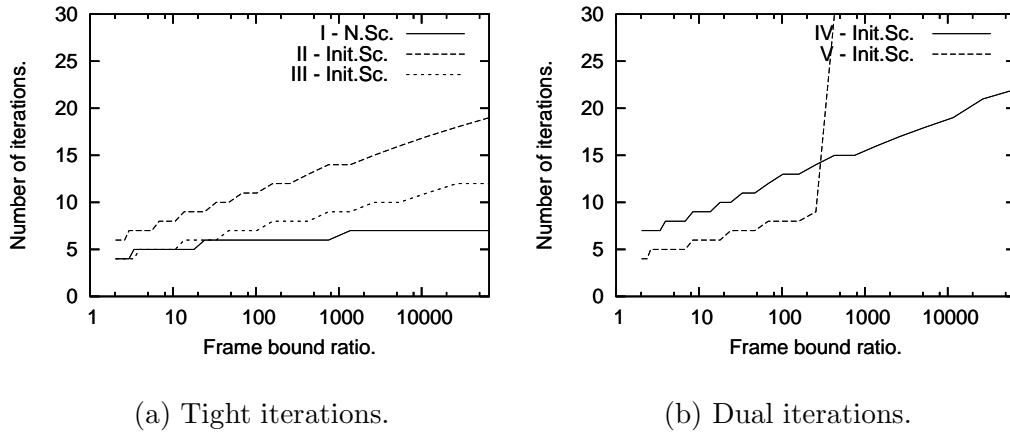 30
25
20
15
10
5
0
Number of iterations.
I - N.Sc.
II - Init.Sc.
III - Init.Sc.
1 10 100 1000 10000
Frame bound ratio.
(a) Tight iterations.
30
25
20
15
10
5
0
Number of iterations.
IV - Init.Sc.
V - Init.Sc.
1 10 100 1000 10000
Frame bound ratio.
(b) Dual iterations.